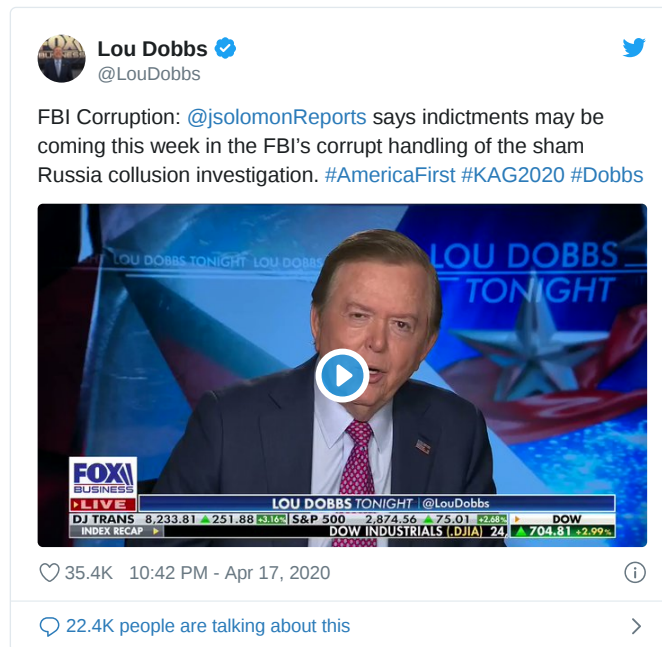 Lou Dobbs
@LouDobbs
FBI Corruption: @jsolomonReports says indictments may be
coming this week in the FBI’s corrupt handling of the sham
Russia collusion investigation. #AmericaFirst #KAG2020 #Dobbs
LOU DOBBS TONIGHT LOU DOBBS
LOU DOBBS
TONIGHT
FOX
BUSINESS
LIVE
LOU DOBBS TONIGHT | @LouDobbs
DJ TRANS 8,233.81 ▲ 251.88 +3.16% S&P 500 2,874.56 ▲ 75.01 +2.68% DOW
INDEX RECAP DOW INDUSTRIALS (.DJIA) 24, ▲ 704.81 +2.99%
35.4K 10:42 PM - Apr 17, 2020
22.4K people are talking about this